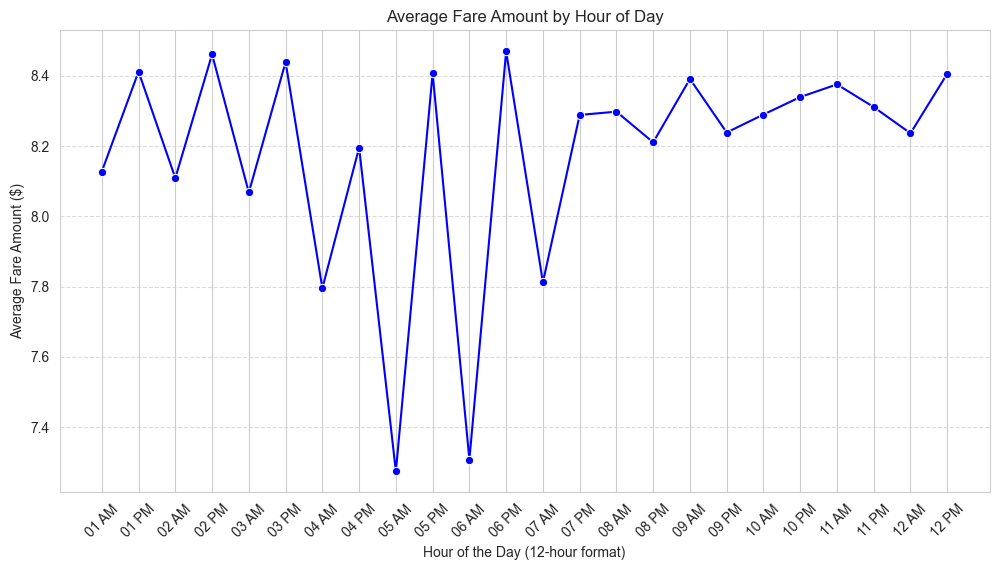 Average Fare Amount by Hour of Day
Average Fare Amount ($)
8.4
8.2
8.0
7.8
7.6
7.4
01 AM
01 PM
02 AM
02 PM
03 AM
03 PM
04 AM
04 PM
05 AM
05 PM
06 AM
06 PM
07 AM
07 PM
08 AM
08 PM
09 AM
09 PM
10 AM
10 PM
11 AM
11 PM
12 AM
12 PM
Hour of the Day (12-hour format)